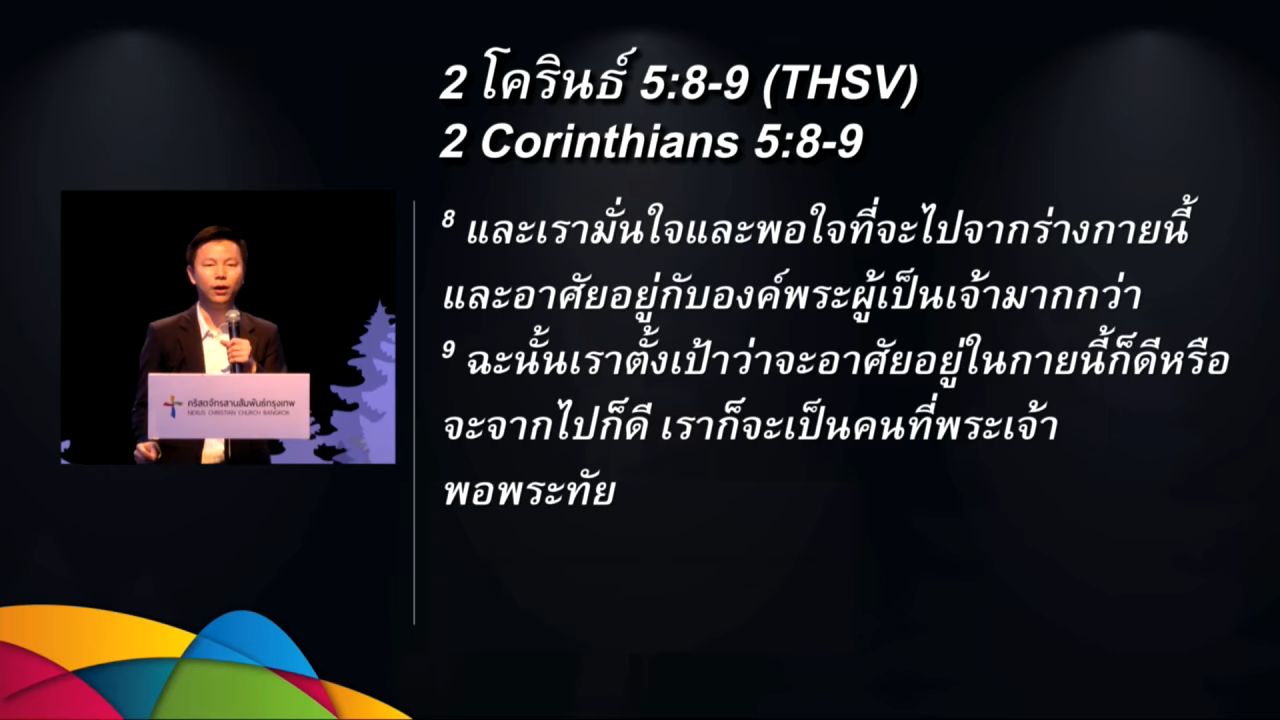 2 โครินธ์ 5:8-9 (THSV)
2 Corinthians 5:8-9
8 และเรามั่นใจและพอใจที่จะไปจากร่างกายนี้
และอาศัยอยู่กับองค์พระผู้เป็นเจ้ามากกว่า
9 ฉะนั้นเราตั้งเป้าว่าจะอาศัยอยู่ในกายนี้ก็ดีหรือ
จะจากไปก็ดี เราก็จะเป็นคนที่พระเจ้า
พอพระทัย
คริสตจักรสานสัมพันธ์กรุงเทพ
NEXUS CHRISTIAN CHURCH BANGKOK